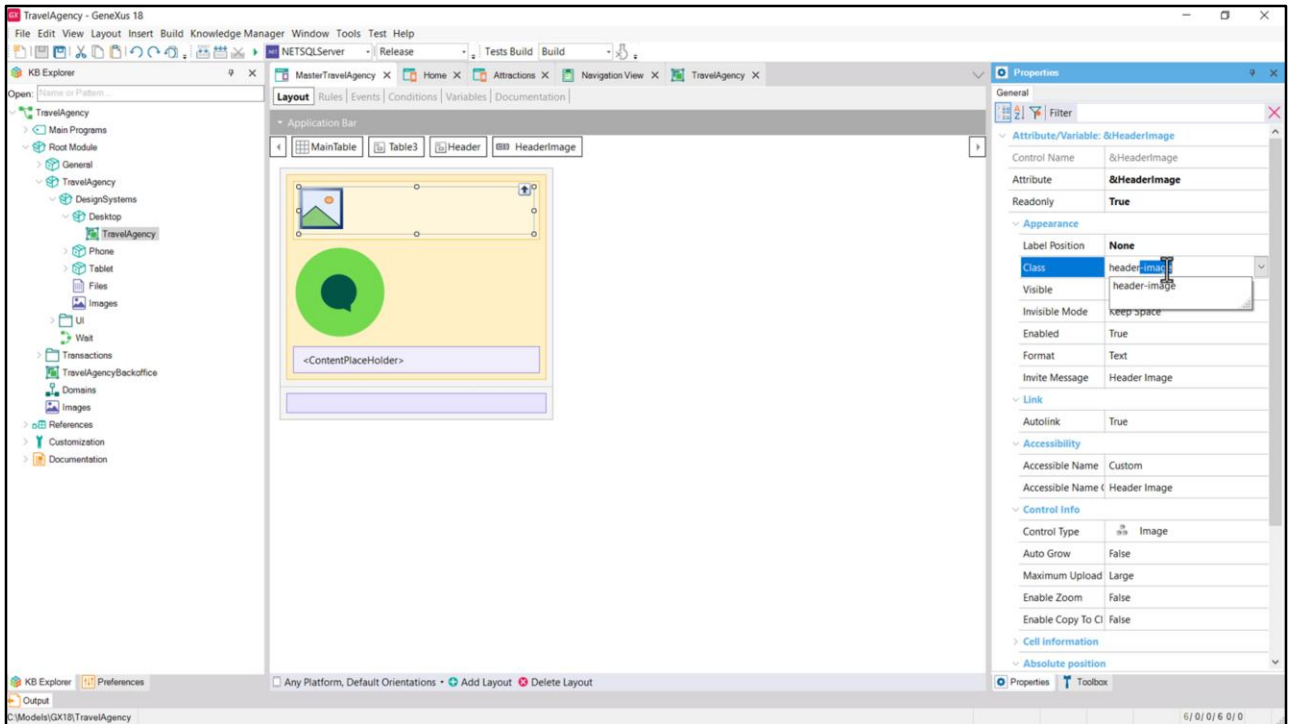 TravelAgency - GeneXus 18
File Edit View Layout Insert Build Knowledge Manager Window Tools Test Help
NETSQLServer Release Tests Build Build
KB Explorer
Open: Name or Pattern...
TravelAgency
Main Programs
Root Module
General
TravelAgency
DesignSystems
Desktop
TravelAgency
Phone
Tablet
Files
Images
UI
Wait
Transactions
TravelAgencyBackoffice
Domains
Images
References
Customization
Documentation
KB Explorer Preferences
MasterTravelAgency Home Attractions Navigation View TravelAgency
Layout Rules Events Conditions Variables Documentation
Application Bar
MainTable Table3 Header HeaderImage
<ContentPlaceHolder>
Any Platform, Default Orientations Add Layout Delete Layout
Properties
General
Filter
Attribute/Variable: &HeaderImage
Control Name &HeaderImage
Attribute &HeaderImage
Readonly True
Appearance
Label Position None
Class header-image
header-image
Visible
Invisible Mode Keep Space
Enabled True
Format Text
Invite Message Header Image
Link
Autolink True
Accessibility
Accessible Name Custom
Accessible Name C Header Image
Control Info
Control Type Image
Auto Grow False
Maximum Upload Large
Enable Zoom False
Enable Copy To Cl False
Cell information
Absolute position
Properties Toolbox
Output
C:\Models\GX18\TravelAgency 6/0/0/6 0/0